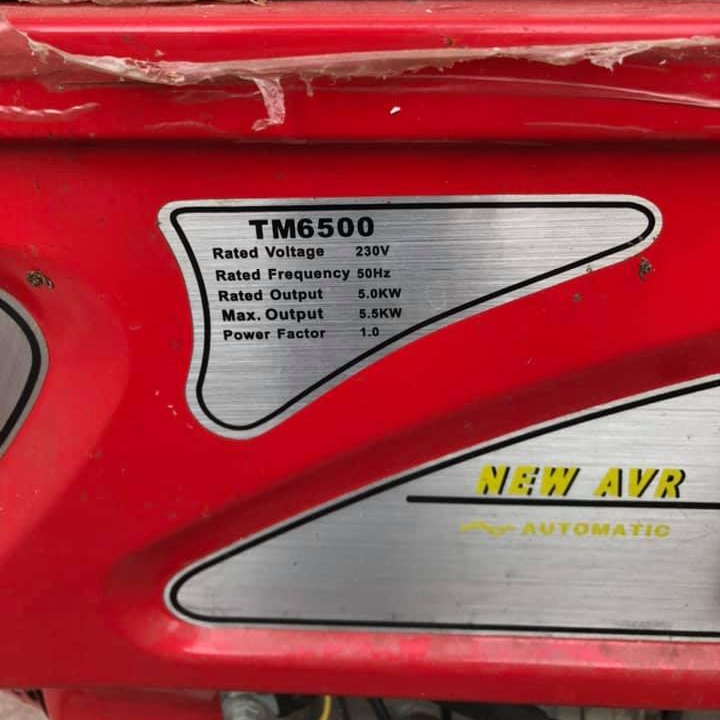 TM6500
Rated Voltage 230V
Rated Frequency 50Hz
Rated Output 5.0KW
Max. Output 5.5KW
Power Factor 1.0
NEW AVR
AUTOMATIC